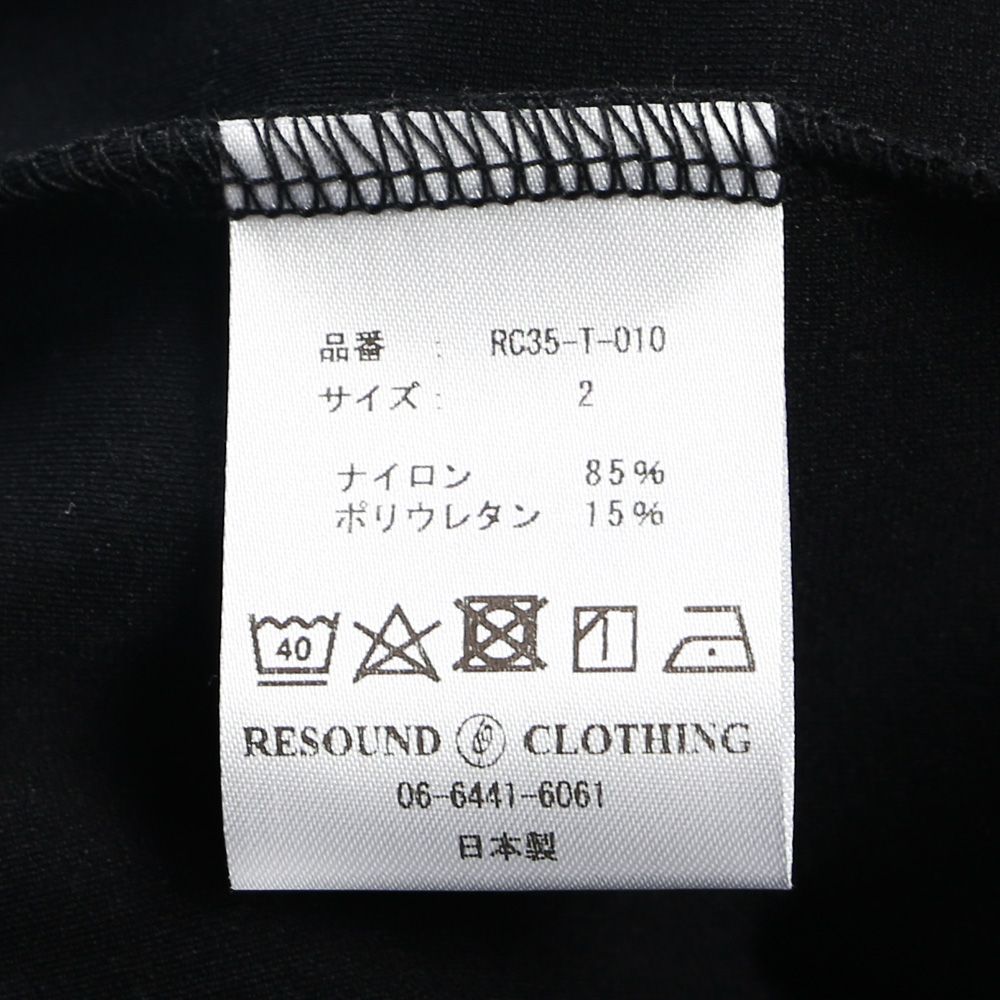 品番 : RC35-T-010
サイズ: 2
ナイロン 85%
ポリウレタン 15%
40
RESOUND CLOTHING
06-6441-6061
日本製